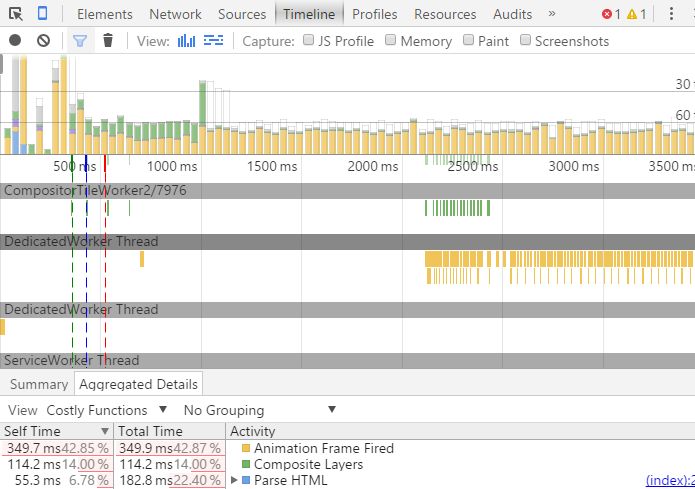 Elements Network Sources Timeline Profiles Resources Audits » 1 1
View: Capture: JS Profile Memory Paint Screenshots
30
60
500 ms 1000 ms 1500 ms 2000 ms 2500 ms 3000 ms 3500 ms
CompositorTileWorker2/7976
DedicatedWorker Thread
DedicatedWorker Thread
ServiceWorker Thread
Summary Aggregated Details
View Costly Functions ▼ No Grouping ▼
Self Time ▼ Total Time Activity
349.7 ms 42.85 % 349.9 ms 42.87 % Animation Frame Fired
114.2 ms 14.00 % 114.2 ms 14.00 % Composite Layers
55.3 ms 6.78 % 182.8 ms 22.40 % ▶ Parse HTML (index):2